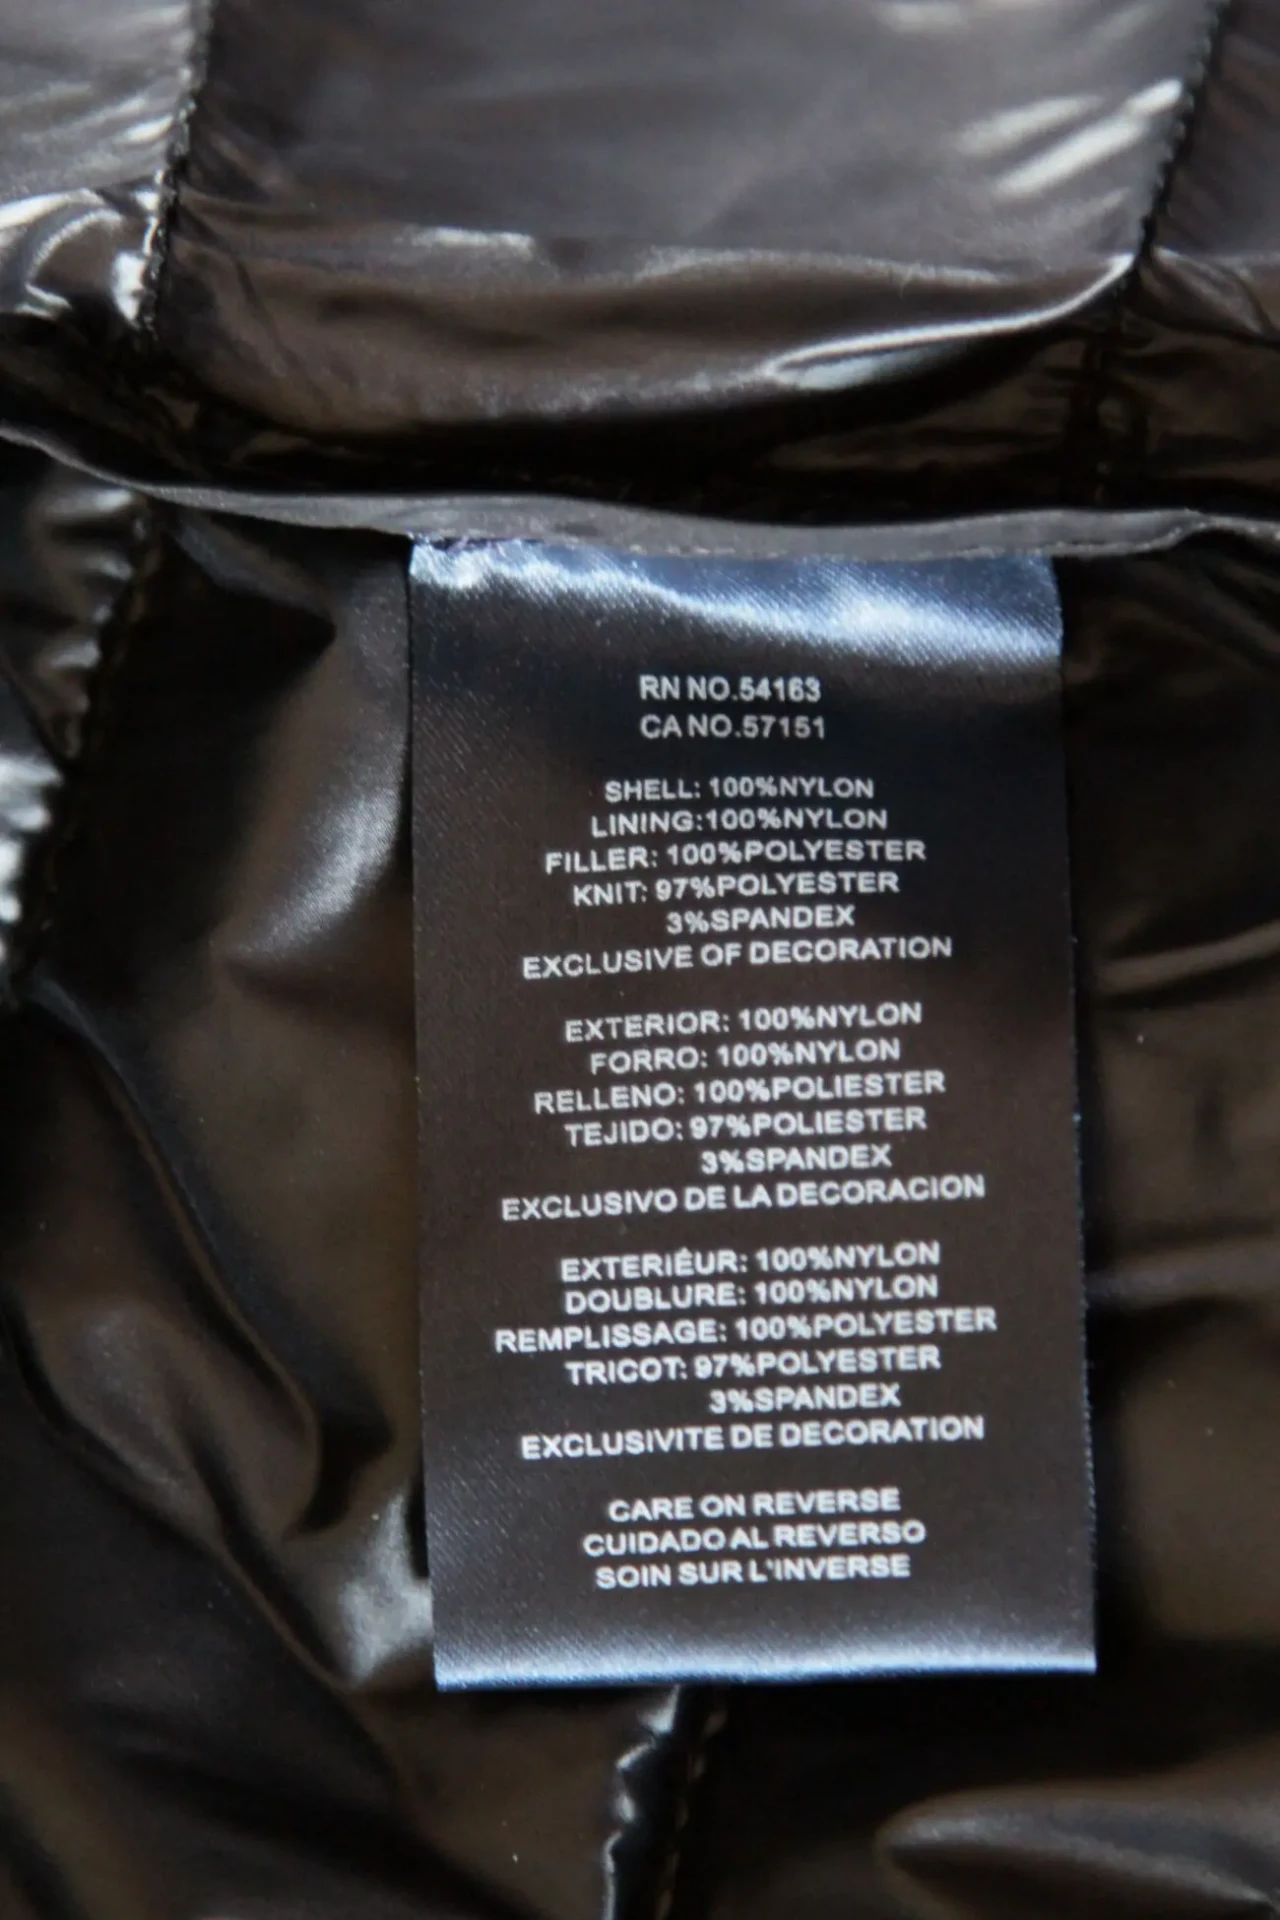 RN NO.54163
CA NO.57151
SHELL: 100%NYLON
LINING:100%NYLON
FILLER: 100%POLYESTER
KNIT: 97%POLYESTER
3%SPANDEX
EXCLUSIVE OF DECORATION
EXTERIOR: 100%NYLON
FORRO: 100%NYLON
RELLENO: 100%POLIESTER
TEJIDO: 97%POLIESTER
3%SPANDEX
EXCLUSIVO DE LA DECORACION
EXTERIÉUR: 100%NYLON
DOUBLURE: 100%NYLON
REMPLISSAGE: 100%POLYESTER
TRICOT: 97%POLYESTER
3%SPANDEX
EXCLUSIVITE DE DECORATION
CARE ON REVERSE
CUIDADO AL REVERSO
SOIN SUR L'INVERSE